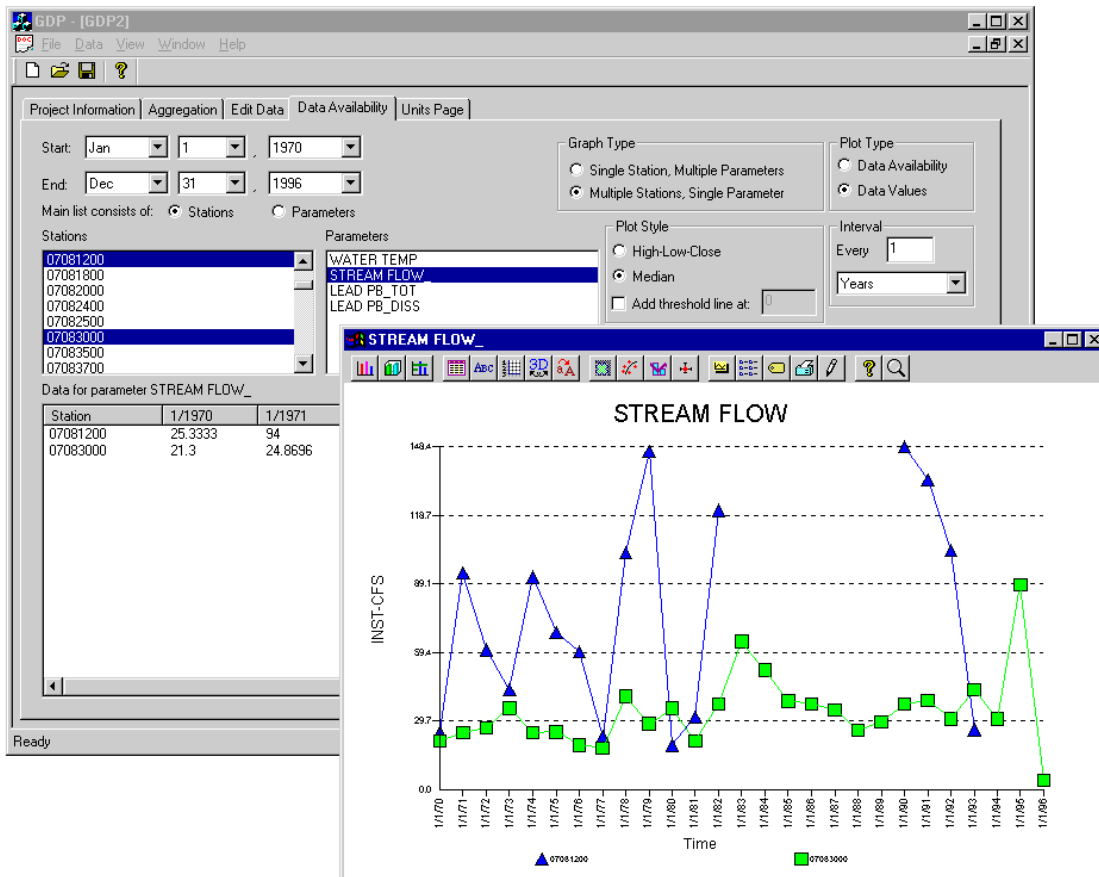 GDP - [GDP2]
File Data View Window Help
Project Information Aggregation Edit Data Data Availability Units Page
Start: Jan 1 , 1970
End: Dec 31 , 1996
Main list consists of: Stations Parameters
Graph Type
Single Station, Multiple Parameters
Multiple Stations, Single Parameter
Plot Type
Data Availability
Data Values
Stations
07081200
07081800
07082000
07082400
07082500
07083000
07083500
07083700
Parameters
WATER TEMP
STREAM FLOW_
LEAD PB_TOT
LEAD PB_DISS
Plot Style
High-Low-Close
Median
Add threshold line at: 0
Interval
Every 1
Years
Data for parameter STREAM FLOW_
Station 1/1970 1/1971
07081200 25.3333 94
07083000 21.3 24.8696
Ready
STREAM FLOW_
ABC 3D
STREAM FLOW
INST-CFS
148.4
118.7
89.1
59.4
29.7
0.0
1/1/70 1/1/71 1/1/72 1/1/73 1/1/74 1/1/75 1/1/76 1/1/77 1/1/78 1/1/79 1/1/80 1/1/81 1/1/82 1/1/83 1/1/84 1/1/85 1/1/86 1/1/87 1/1/88 1/1/89 1/1/90 1/1/91 1/1/92 1/1/93 1/1/94 1/1/95 1/1/96
Time
07081200 07083000